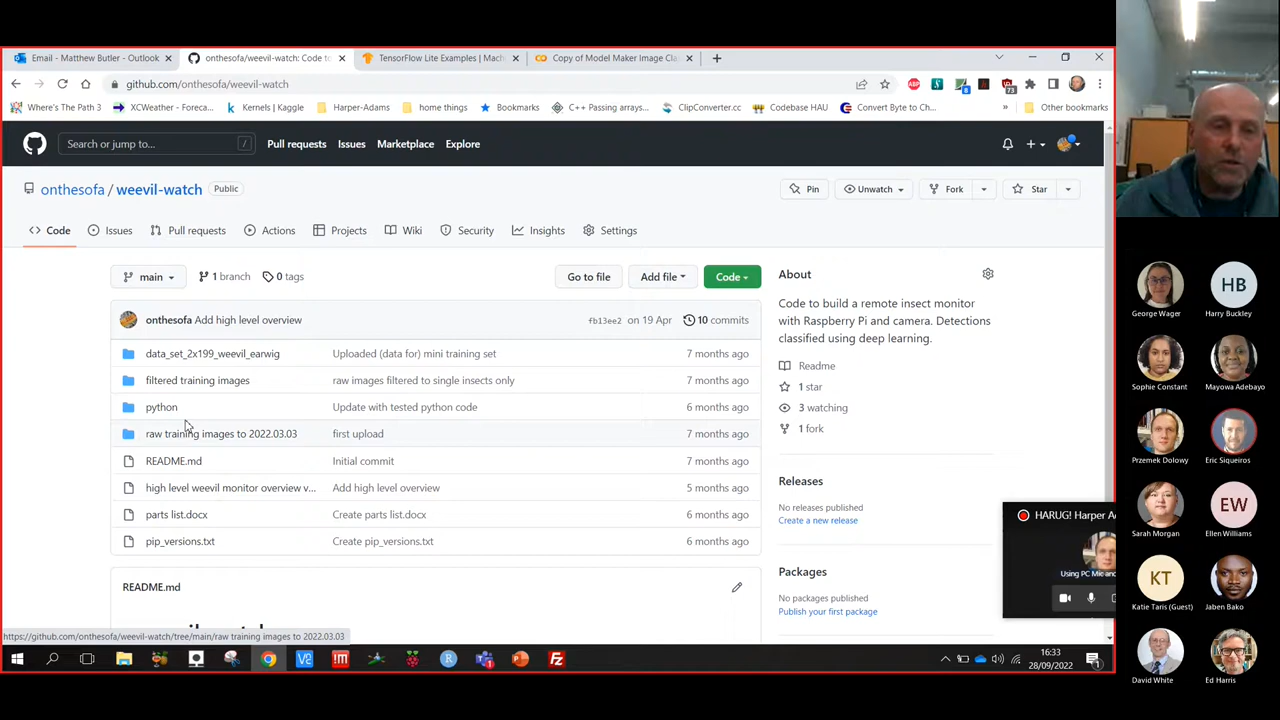 Email - Matthew Butler - Outlook
onthesofa/weevil-watch: Code to
TensorFlow Lite Examples | Mach
Copy of Model Maker Image Clas
github.com/onthesofa/weevil-watch
ABP
8
73
Where's The Path 3
XCWeather - Foreca...
Kernels | Kaggle
Harper-Adams
home things
Bookmarks
C++ Passing arrays...
ClipConverter.cc
Codebase HAU
Convert Byte to Ch...
»
Other bookmarks
Search or jump to...
/
Pull requests
Issues
Marketplace
Explore
onthesofa / weevil-watch
Public
Pin
Unwatch
Fork
Star
Code
Issues
Pull requests
Actions
Projects
Wiki
Security
Insights
Settings
main
1 branch
0 tags
Go to file
Add file
Code
onthesofa Add high level overview
fb13ee2 on 19 Apr
10 commits
data_set_2x199_weevil_earwig
Uploaded (data for) mini training set
7 months ago
filtered training images
raw images filtered to single insects only
7 months ago
python
Update with tested python code
6 months ago
raw training images to 2022.03.03
first upload
7 months ago
README.md
Initial commit
7 months ago
high level weevil monitor overview v...
Add high level overview
5 months ago
parts list.docx
Create parts list.docx
6 months ago
pip_versions.txt
Create pip_versions.txt
6 months ago
README.md
About
Code to build a remote insect monitor
with Raspberry Pi and camera. Detections
classified using deep learning.
Readme
1 star
3 watching
1 fork
Releases
No releases published
Create a new release
Packages
No packages published
Publish your first package
HARUG! Harper A
Using PC Mic and
https://github.com/onthesofa/weevil-watch/tree/main/raw training images to 2022.03.03
16:33
28/09/2022
1
George Wager
HB
Harry Buckley
Sophie Constant
Mayowa Adebayo
Przemek Dolowy
Eric Siqueiros
Sarah Morgan
EW
Ellen Williams
KT
Katie Taris (Guest)
Jaben Bako
David White
Ed Harris